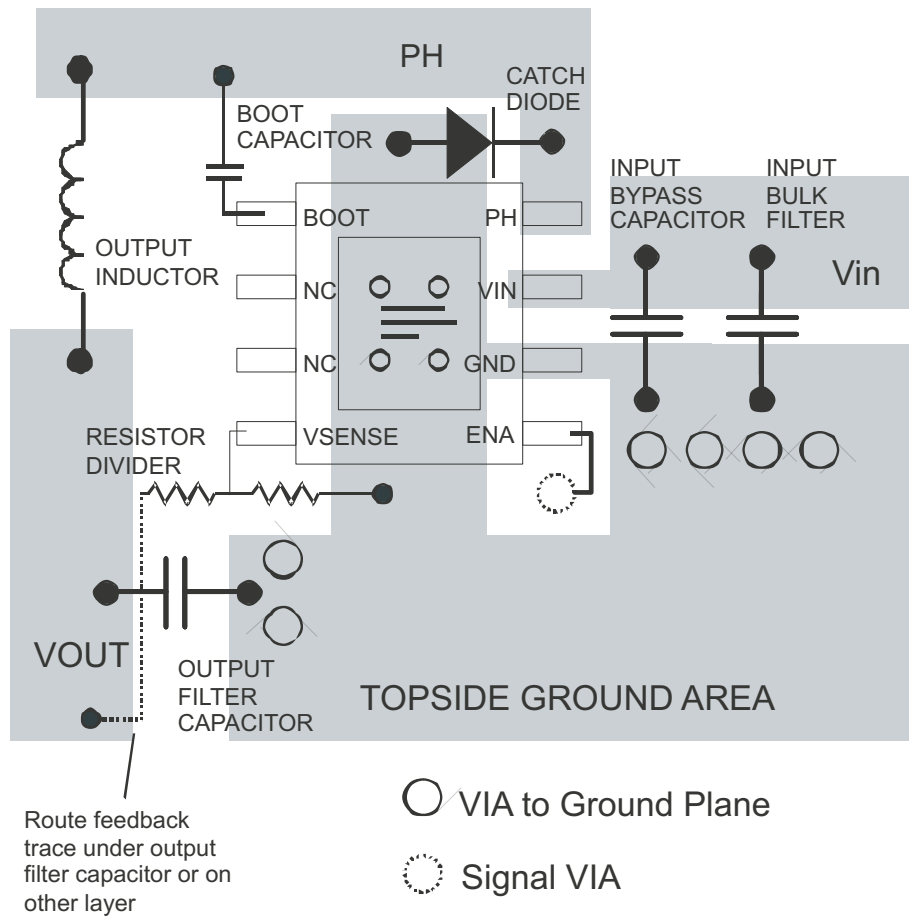 PH
CATCH
DIODE
BOOT
CAPACITOR
INPUT
BYPASS
CAPACITOR
INPUT
BULK
FILTER
BOOT
PH
OUTPUT
INDUCTOR
NC
VIN
Vin
NC
GND
RESISTOR
DIVIDER
VSENSE
ENA
VOUT
OUTPUT
FILTER
CAPACITOR
TOPSIDE GROUND AREA
VIA to Ground Plane
Signal VIA
Route feedback
trace under output
filter capacitor or on
other layer